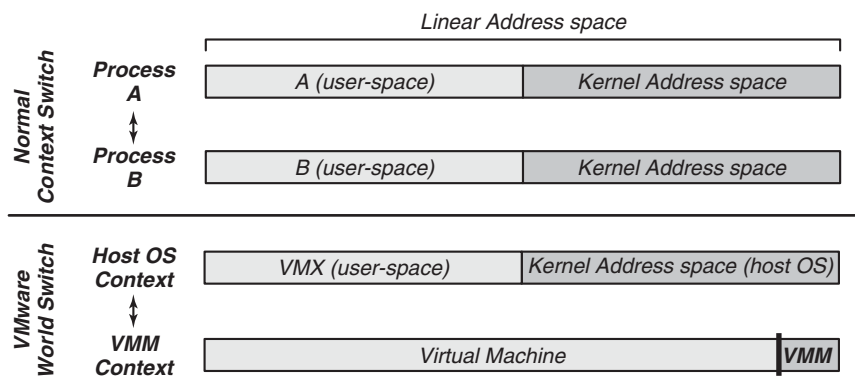 Linear Address space
Normal
Context Switch
Process
A
A (user-space)
Kernel Address space
Process
B
B (user-space)
Kernel Address space
VMware
World Switch
Host OS
Context
VMX (user-space)
Kernel Address space (host OS)
VMM
Context
Virtual Machine
VMM